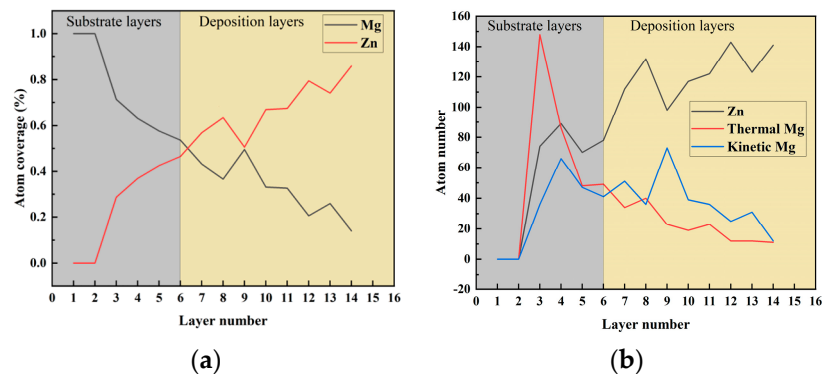 Substrate layers
Deposition layers
Mg
Zn
1.0
0.8
0.6
0.4
0.2
0.0
Atom coverage (%)
0 1 2 3 4 5 6 7 8 9 10 11 12 13 14 15 16
Layer number
(a)
Substrate layers
Deposition layers
Zn
Thermal Mg
Kinetic Mg
140
120
100
80
60
40
20
0
-20
Atom number
0 1 2 3 4 5 6 7 8 9 10 11 12 13 14 15 16
Layer number
(b)